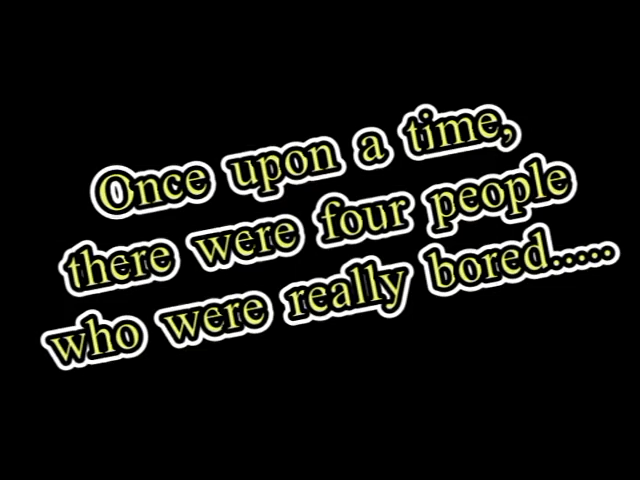 Once upon a time,
there were four people
who were really bored.....